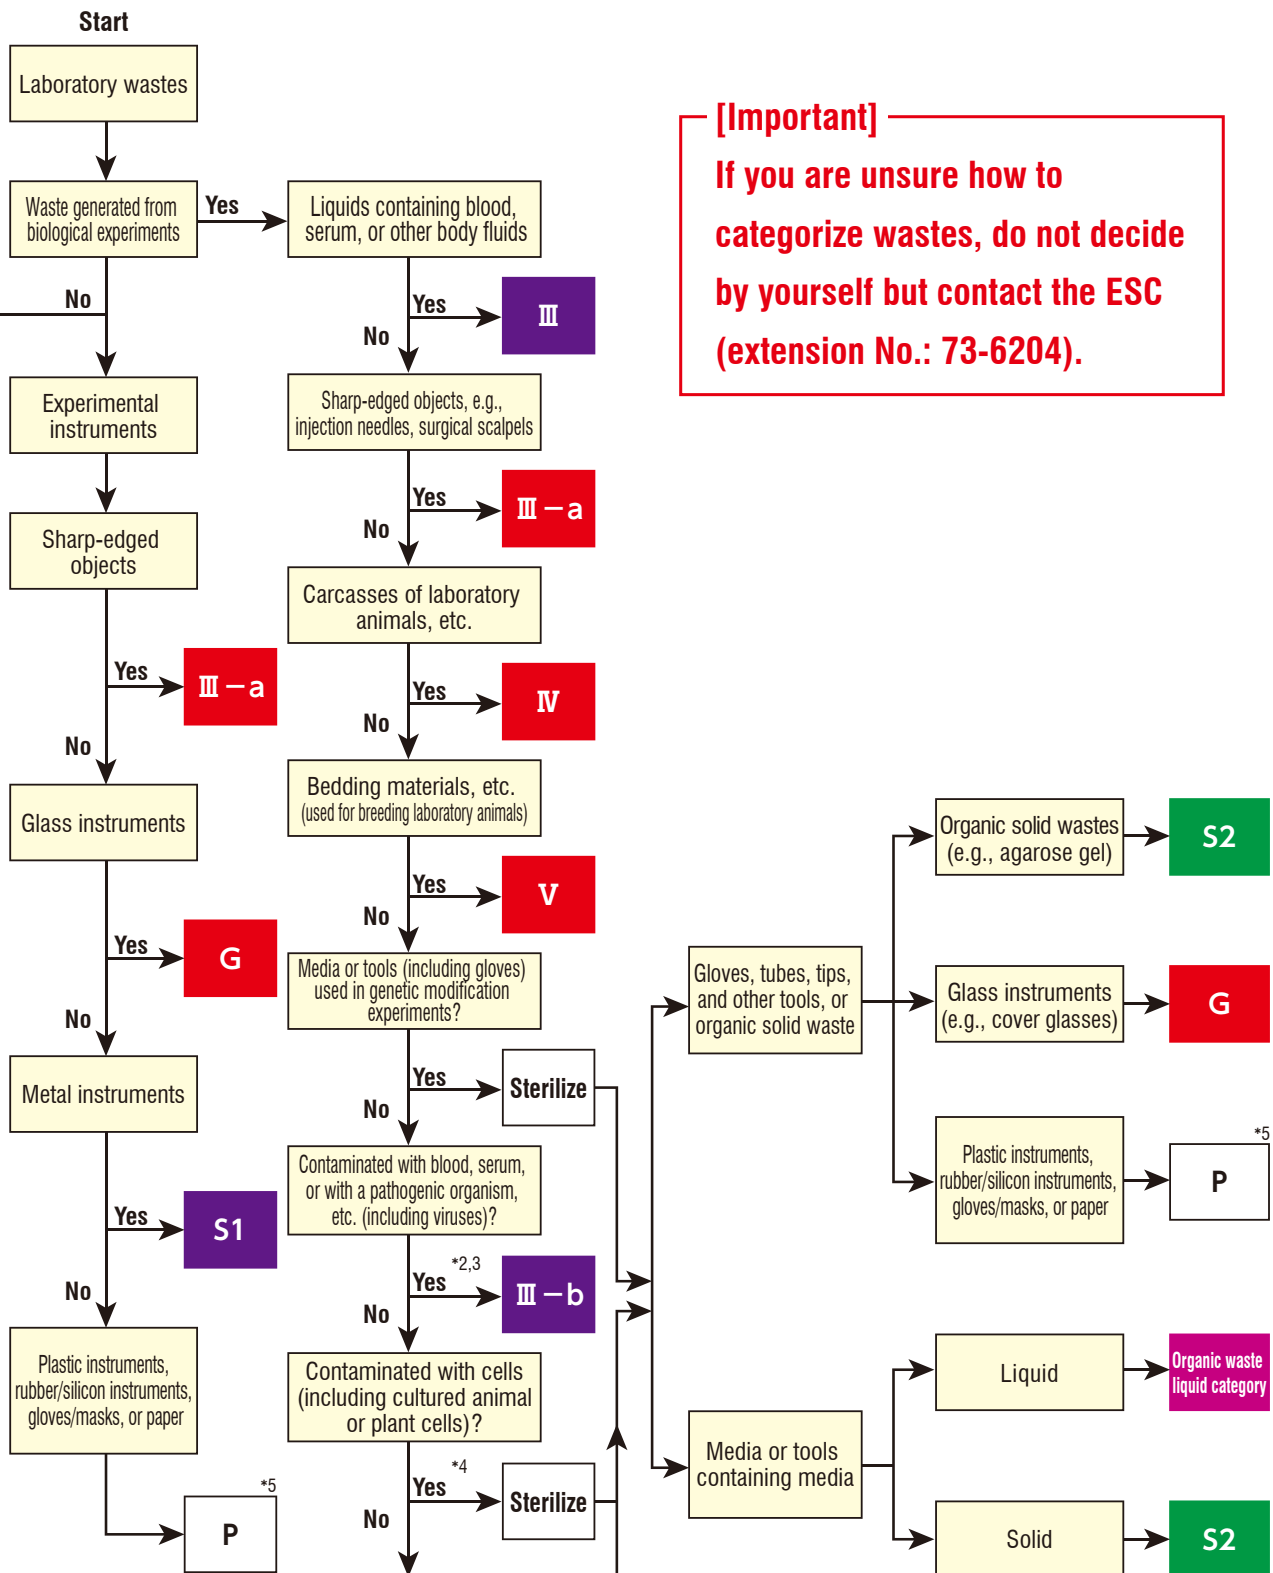 Start
Laboratory wastes
Waste generated from
biological experiments
Yes
No
Experimental
instruments
Sharp-edged
objects
Yes
Ⅲ－a
No
Glass instruments
Yes
G
No
Metal instruments
Yes
S1
No
Plastic instruments,
rubber/silicon instruments,
gloves/masks, or paper
*5
P
Liquids containing blood,
serum, or other body fluids
Yes
Ⅲ
No
Sharp-edged objects, e.g.,
injection needles, surgical scalpels
Yes
Ⅲ－a
No
Carcasses of laboratory
animals, etc.
Yes
Ⅳ
No
Bedding materials, etc.
(used for breeding laboratory animals)
Yes
Ⅴ
No
Media or tools (including gloves)
used in genetic modification
experiments?
Yes
Sterilize
No
Contaminated with blood, serum,
or with a pathogenic organism,
etc. (including viruses)?
Yes *2,3
Ⅲ－b
No
Contaminated with cells
(including cultured animal
or plant cells)?
Yes *4
Sterilize
No
[Important]
If you are unsure how to
categorize wastes, do not decide
by yourself but contact the ESC
(extension No.: 73-6204).
Gloves, tubes, tips,
and other tools, or
organic solid waste
Organic solid wastes
(e.g., agarose gel)
S2
Glass instruments
(e.g., cover glasses)
G
Plastic instruments,
rubber/silicon instruments,
gloves/masks, or paper
*5
P
Media or tools
containing media
Liquid
Organic waste
liquid category
Solid
S2